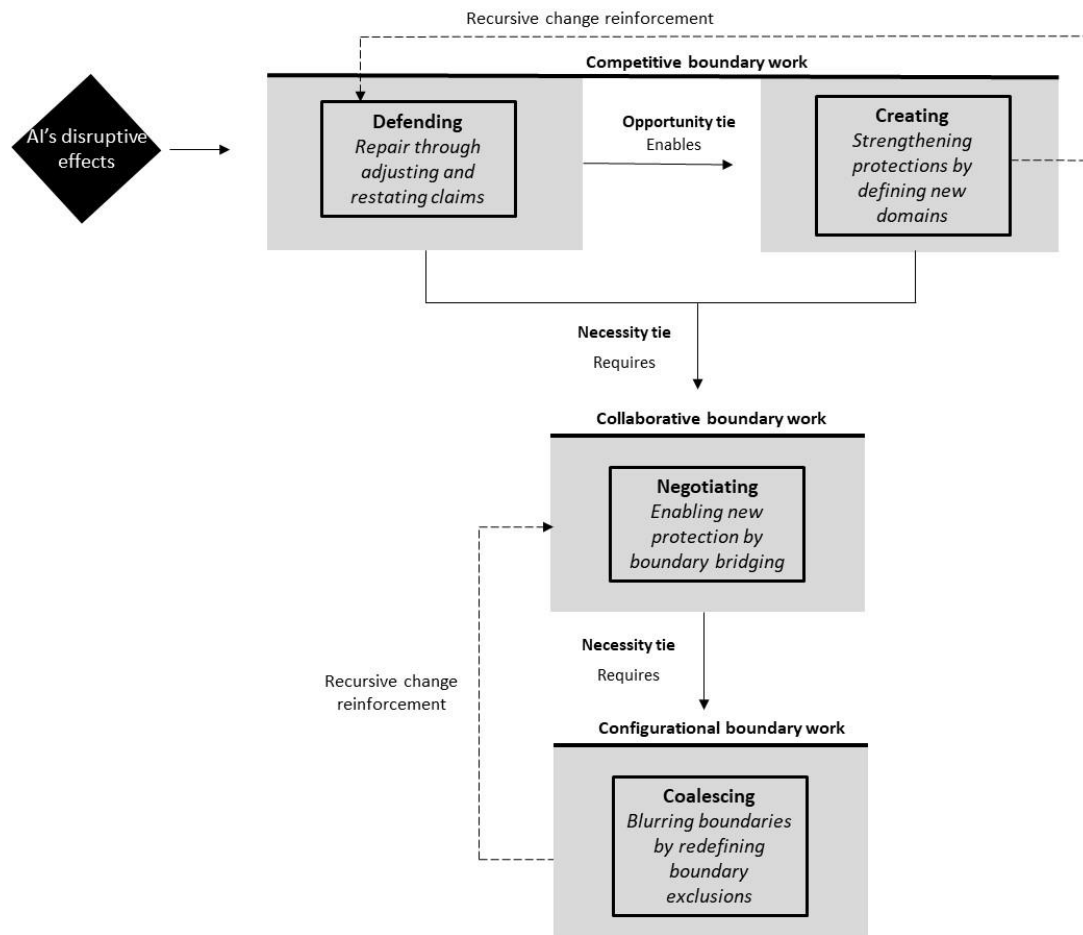 Recursive change reinforcement
Competitive boundary work
AI's disruptive
effects
Defending
Repair through
adjusting and
restating claims
Opportunity tie
Enables
Creating
Strengthening
protections by
defining new
domains
Necessity tie
Requires
Collaborative boundary work
Negotiating
Enabling new
protection by
boundary bridging
Necessity tie
Requires
Recursive change
reinforcement
Configurational boundary work
Coalescing
Blurring boundaries
by redefining
boundary
exclusions